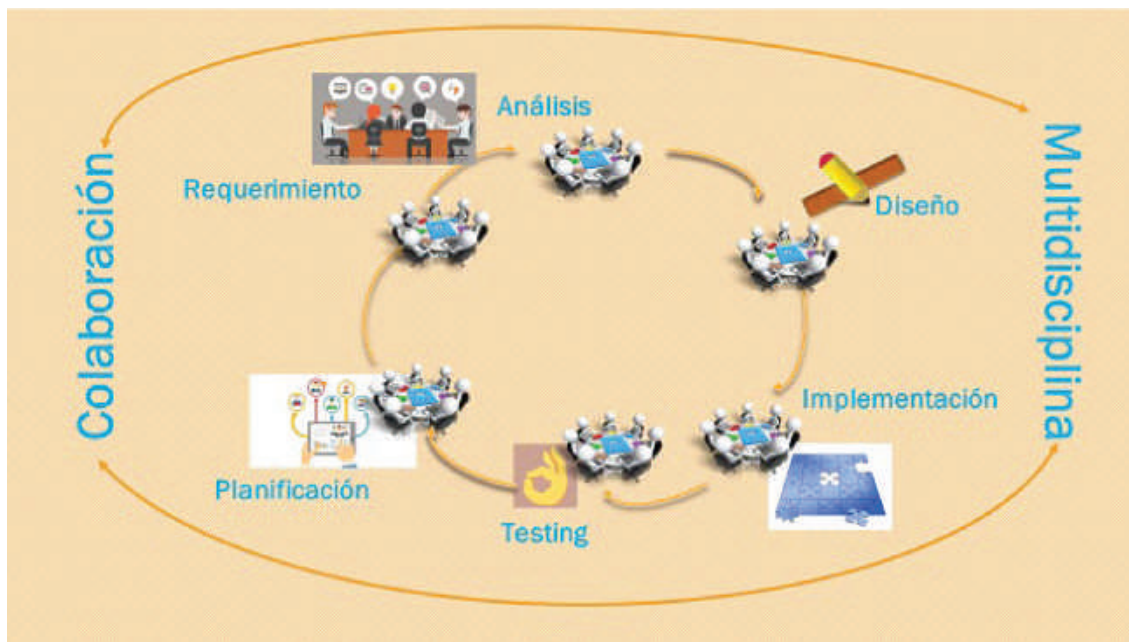 Análisis
Requerimiento
Diseño
Colaboración
Multidisciplina
Implementación
Planificación
Testing